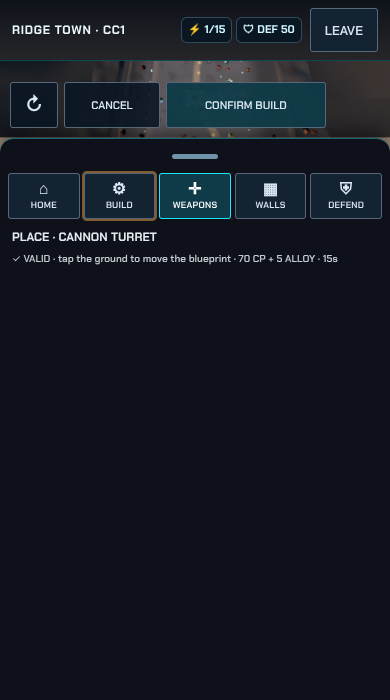 RIDGE TOWN · CC1
⚡ 1/15
🛡 DEF 50
LEAVE
↻
CANCEL
CONFIRM BUILD
HOME
BUILD
WEAPONS
WALLS
DEFEND
PLACE · CANNON TURRET
✓ VALID · tap the ground to move the blueprint · 70 CP + 5 ALLOY · 15s